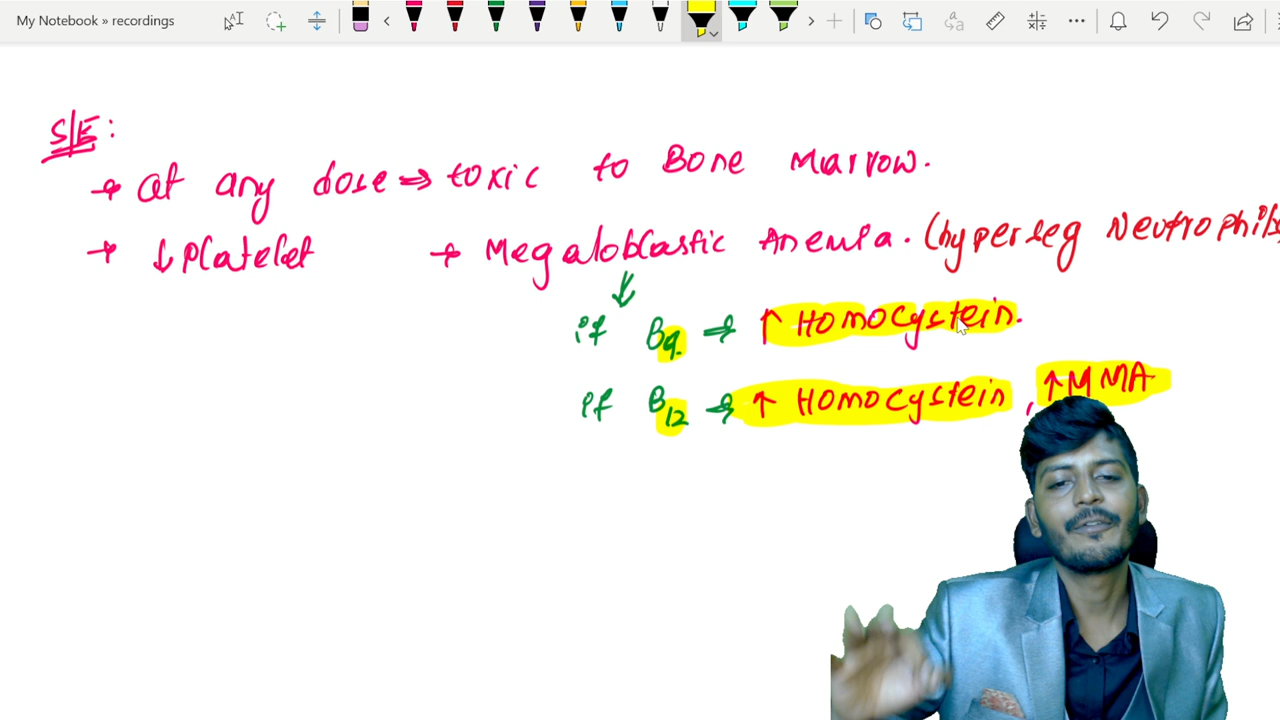 My Notebook » recordings
S/E:
→ at any dose ⇒ toxic to Bone Marrow.
→ ↓ Platelet → Megaloblastic Anemia. (hyperseg Neutrophils
↓
if B9. ⇒ ↑ Homocystein.
if B12 ⇒ ↑ Homocystein, ↑ MMA